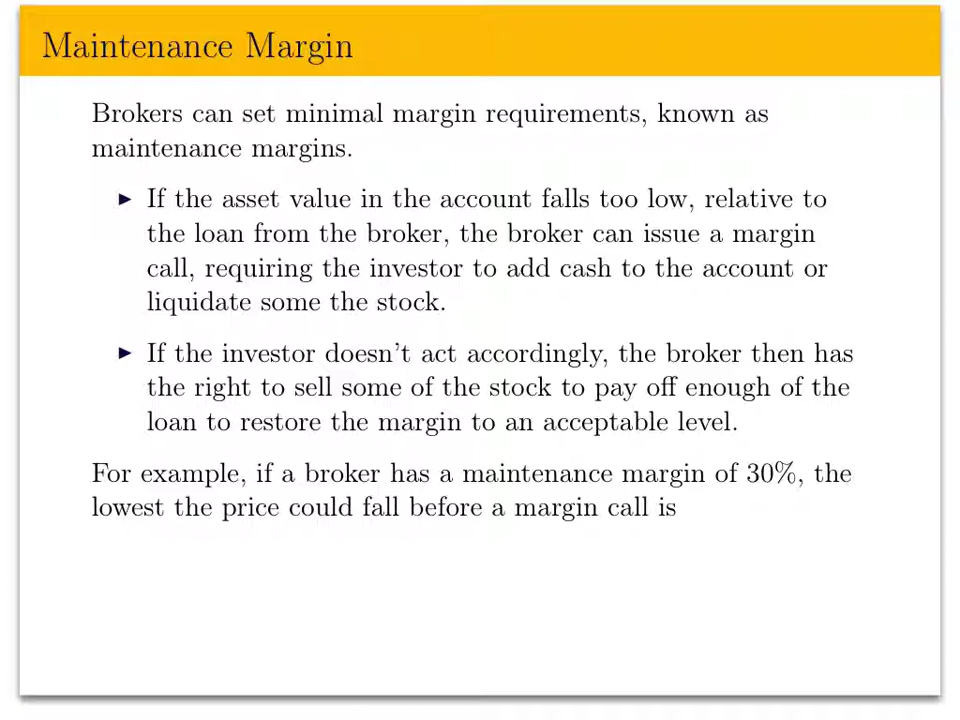 Maintenance Margin
Brokers can set minimal margin requirements, known as
maintenance margins.
▶ If the asset value in the account falls too low, relative to
the loan from the broker, the broker can issue a margin
call, requiring the investor to add cash to the account or
liquidate some the stock.
▶ If the investor doesn't act accordingly, the broker then has
the right to sell some of the stock to pay off enough of the
loan to restore the margin to an acceptable level.
For example, if a broker has a maintenance margin of 30%, the
lowest the price could fall before a margin call is